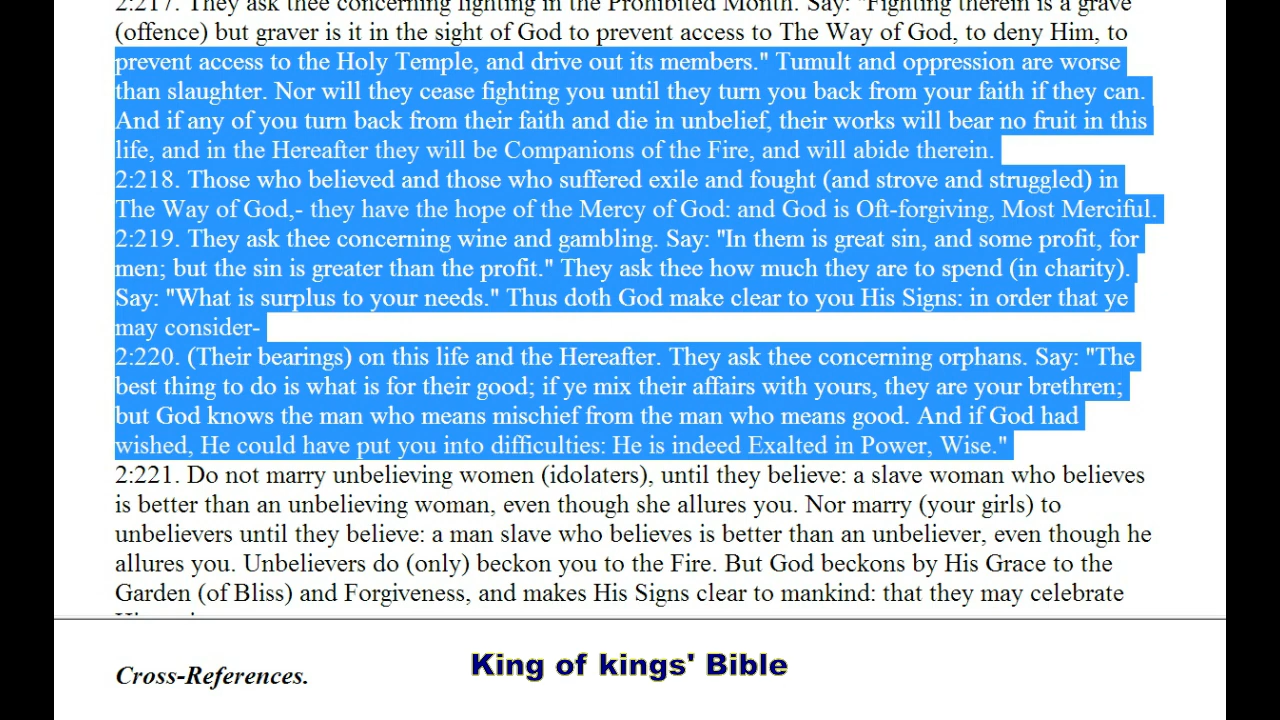 2:217. They ask thee concerning fighting in the Prohibited Month. Say: "Fighting therein is a grave
(offence) but graver is it in the sight of God to prevent access to The Way of God, to deny Him, to
prevent access to the Holy Temple, and drive out its members." Tumult and oppression are worse
than slaughter. Nor will they cease fighting you until they turn you back from your faith if they can.
And if any of you turn back from their faith and die in unbelief, their works will bear no fruit in this
life, and in the Hereafter they will be Companions of the Fire, and will abide therein.
2:218. Those who believed and those who suffered exile and fought (and strove and struggled) in
The Way of God,- they have the hope of the Mercy of God: and God is Oft-forgiving, Most Merciful.
2:219. They ask thee concerning wine and gambling. Say: "In them is great sin, and some profit, for
men; but the sin is greater than the profit." They ask thee how much they are to spend (in charity).
Say: "What is surplus to your needs." Thus doth God make clear to you His Signs: in order that ye
may consider-
2:220. (Their bearings) on this life and the Hereafter. They ask thee concerning orphans. Say: "The
best thing to do is what is for their good; if ye mix their affairs with yours, they are your brethren;
but God knows the man who means mischief from the man who means good. And if God had
wished, He could have put you into difficulties: He is indeed Exalted in Power, Wise."
2:221. Do not marry unbelieving women (idolaters), until they believe: a slave woman who believes
is better than an unbelieving woman, even though she allures you. Nor marry (your girls) to
unbelievers until they believe: a man slave who believes is better than an unbeliever, even though he
allures you. Unbelievers do (only) beckon you to the Fire. But God beckons by His Grace to the
Garden (of Bliss) and Forgiveness, and makes His Signs clear to mankind: that they may celebrate
King of kings' Bible
Cross-References.